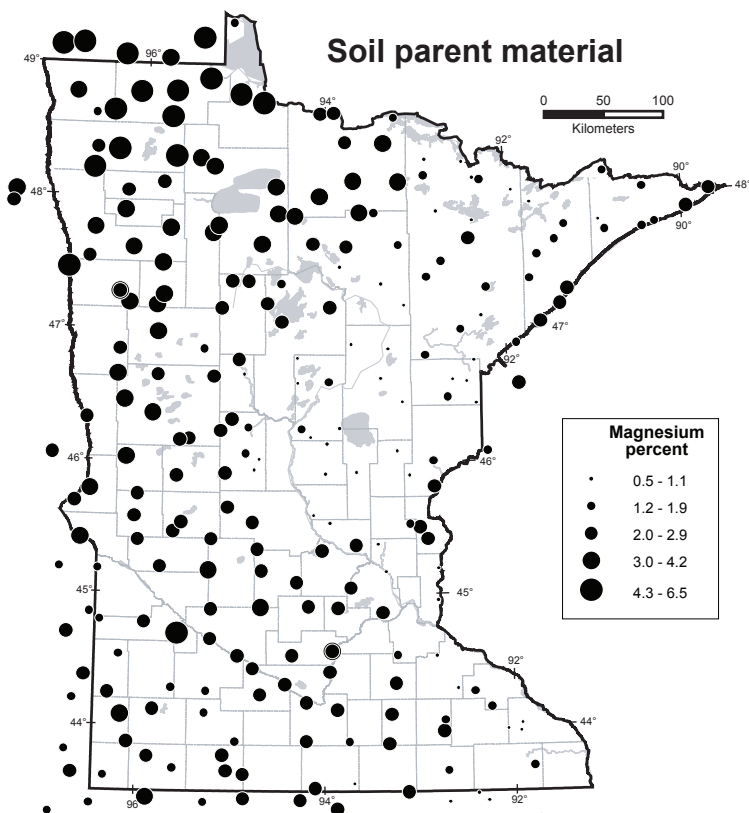 Soil parent material
0 50 100
Kilometers
49°
96°
94°
92°
90°
48°
48°
90°
47°
47°
92°
46°
46°
45°
45°
92°
44°
44°
96
94°
92°
Magnesium
percent
0.5 - 1.1
1.2 - 1.9
2.0 - 2.9
3.0 - 4.2
4.3 - 6.5